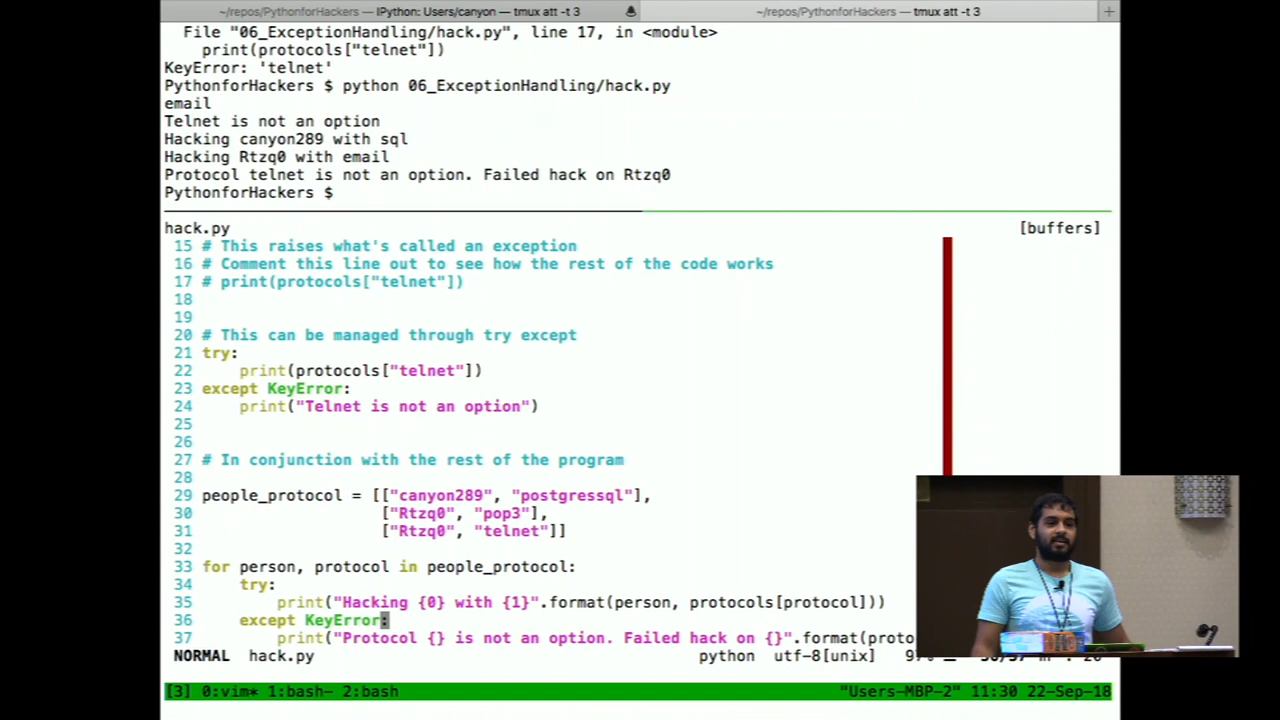 ~/repos/PythonforHackers — IPython: Users/canyon — tmux att -t 3
~/repos/PythonforHackers — tmux att -t 3
File "06_ExceptionHandling/hack.py", line 17, in <module>
print(protocols["telnet"])
KeyError: 'telnet'
PythonforHackers $ python 06_ExceptionHandling/hack.py
email
Telnet is not an option
Hacking canyon289 with sql
Hacking Rtzq0 with email
Protocol telnet is not an option. Failed hack on Rtzq0
PythonforHackers $
hack.py [buffers]
15 # This raises what's called an exception
16 # Comment this line out to see how the rest of the code works
17 # print(protocols["telnet"])
18
19
20 # This can be managed through try except
21 try:
22 print(protocols["telnet"])
23 except KeyError:
24 print("Telnet is not an option")
25
26
27 # In conjunction with the rest of the program
28
29 people_protocol = [["canyon289", "postgressql"],
30 ["Rtzq0", "pop3"],
31 ["Rtzq0", "telnet"]]
32
33 for person, protocol in people_protocol:
34 try:
35 print("Hacking {0} with {1}".format(person, protocols[protocol]))
36 except KeyError:
37 print("Protocol {} is not an option. Failed hack on {}".format(proto
NORMAL hack.py python utf-8[unix]
[3] 0:vim* 1:bash- 2:bash "Users-MBP-2" 11:30 22-Sep-18